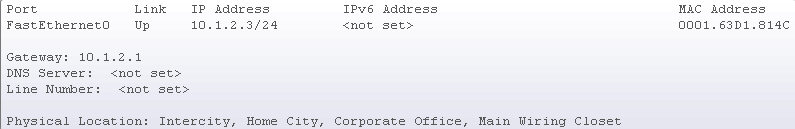 Port Link IP Address IPv6 Address MAC Address
FastEthernet0 Up 10.1.2.3/24 <not set> 0001.63D1.814C
Gateway: 10.1.2.1
DNS Server: <not set>
Line Number: <not set>
Physical Location: Intercity, Home City, Corporate Office, Main Wiring Closet